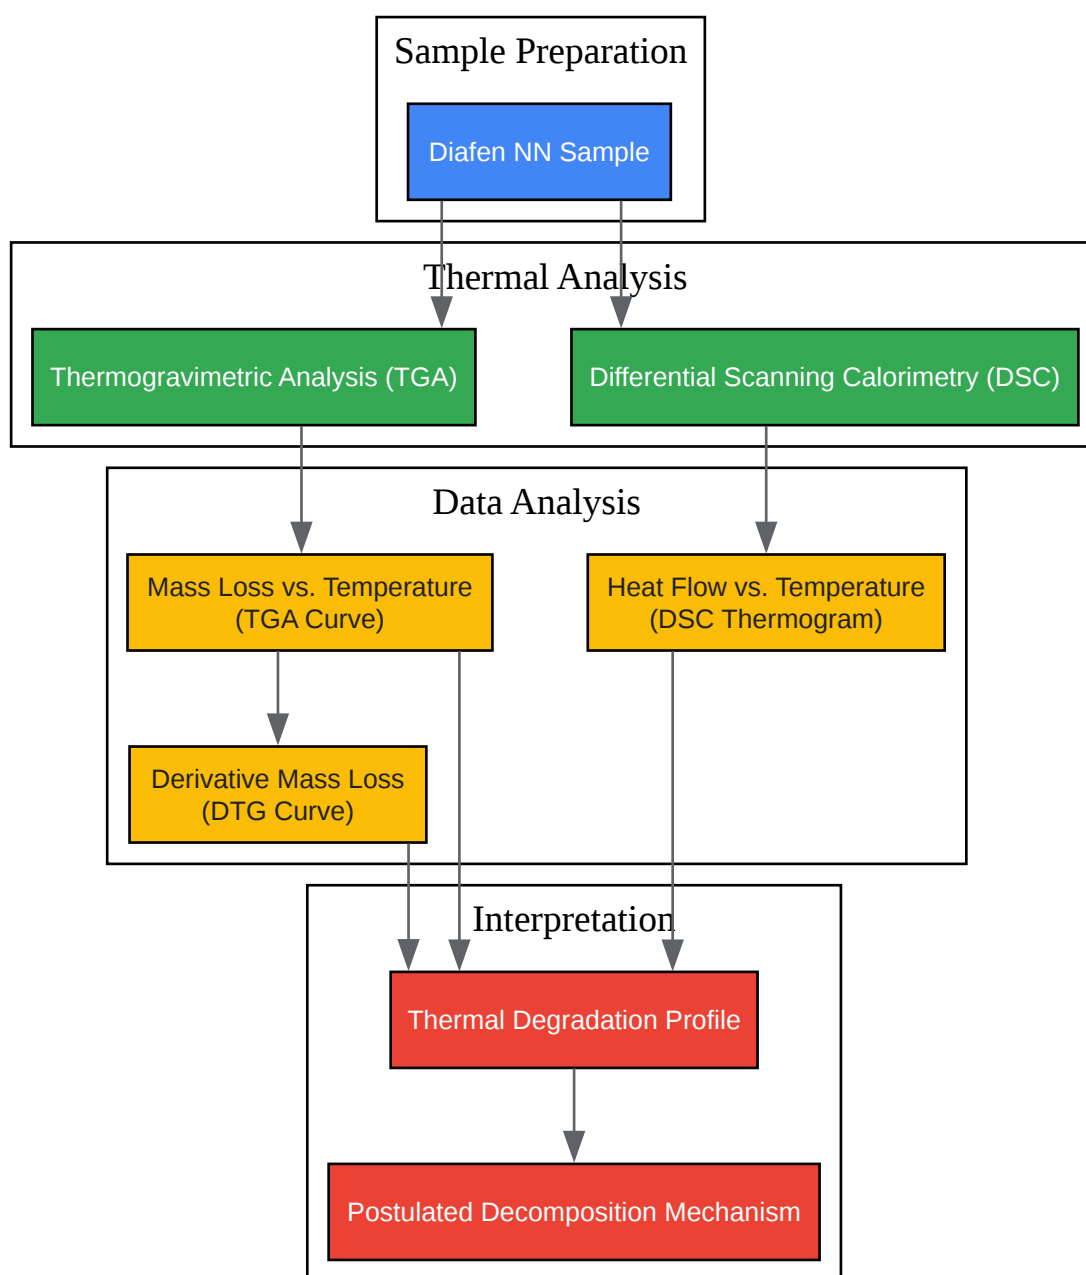 Sample Preparation
Diafen NN Sample
Thermal Analysis
Thermogravimetric Analysis (TGA)
Differential Scanning Calorimetry (DSC)
Data Analysis
Mass Loss vs. Temperature
(TGA Curve)
Heat Flow vs. Temperature
(DSC Thermogram)
Derivative Mass Loss
(DTG Curve)
Interpretation
Thermal Degradation Profile
Postulated Decomposition Mechanism